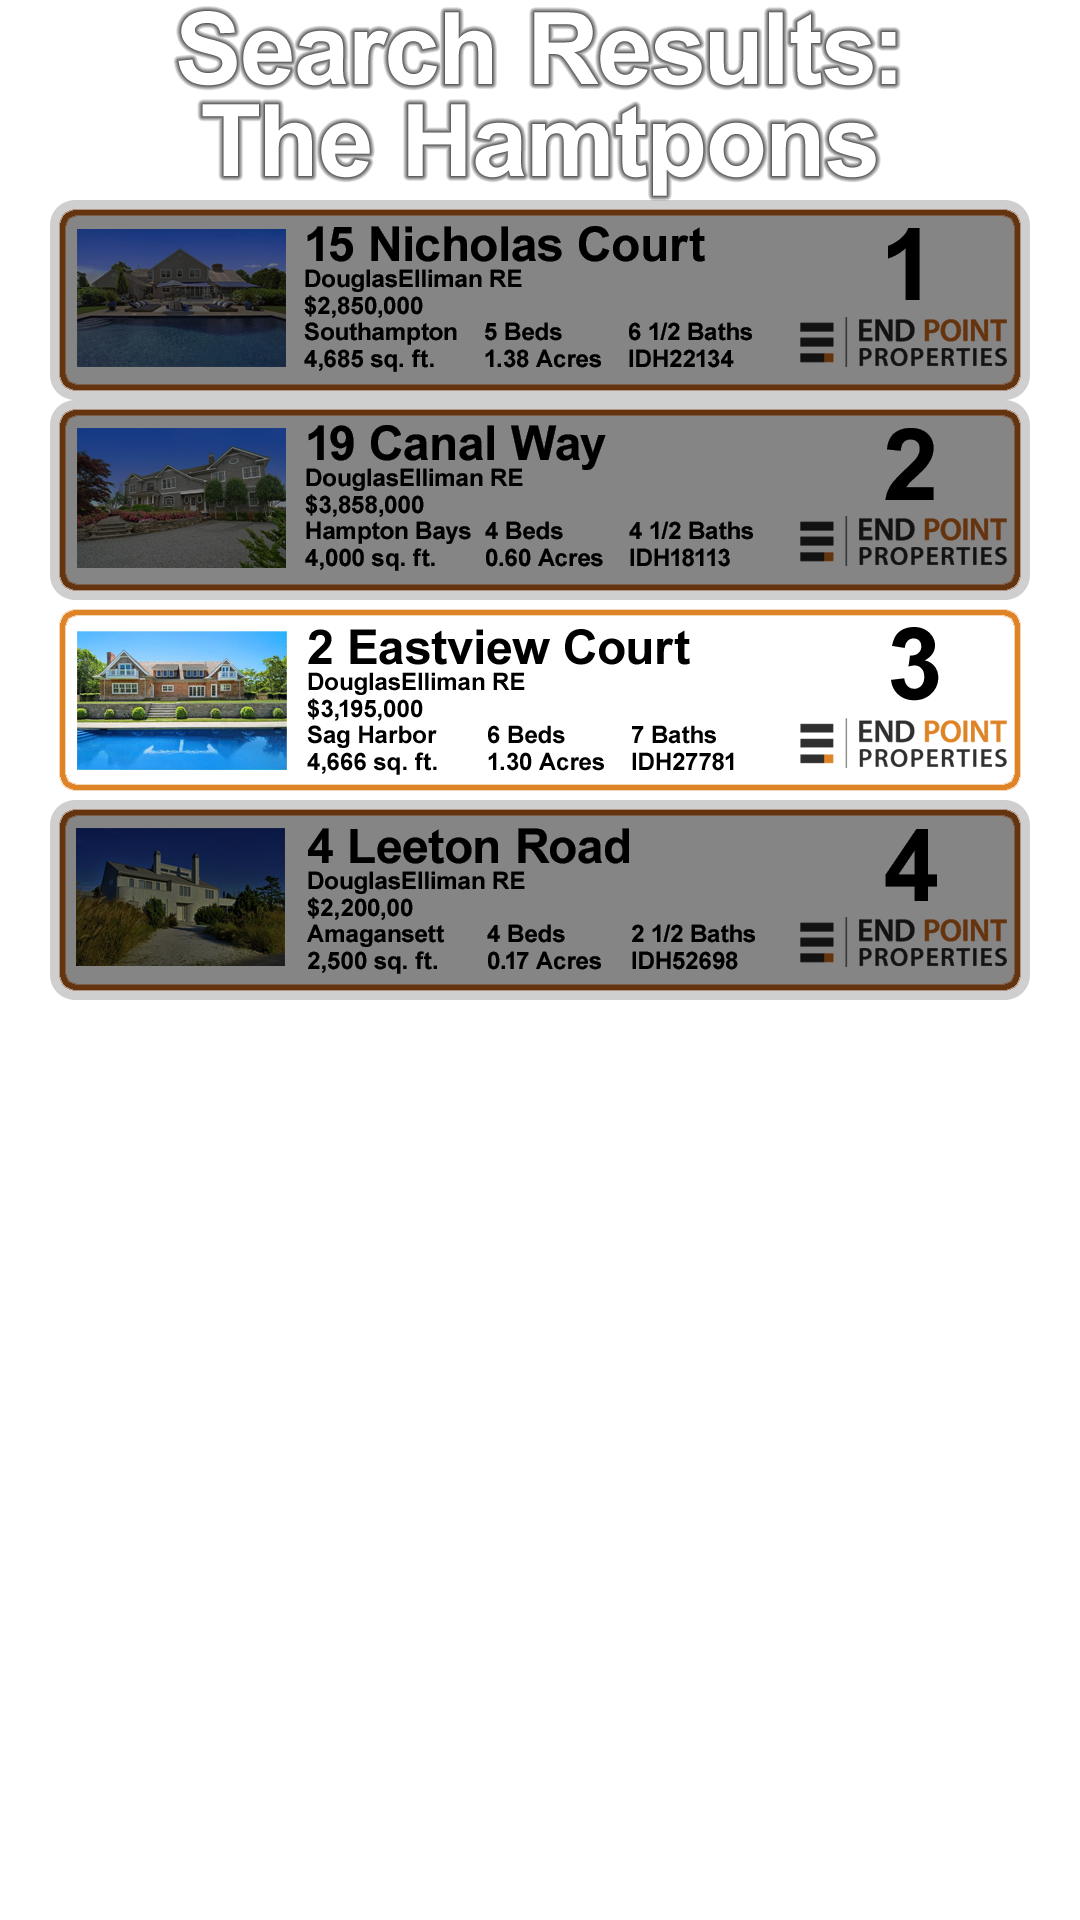 Search Results:
The Hamtpons
15 Nicholas Court
DouglasElliman RE
$2,850,000
Southampton 5 Beds 6 1/2 Baths
4,685 sq. ft. 1.38 Acres IDH22134
1
END POINT
PROPERTIES
19 Canal Way
DouglasElliman RE
$3,858,000
Hampton Bays 4 Beds 4 1/2 Baths
4,000 sq. ft. 0.60 Acres IDH18113
2
END POINT
PROPERTIES
2 Eastview Court
DouglasElliman RE
$3,195,000
Sag Harbor 6 Beds 7 Baths
4,666 sq. ft. 1.30 Acres IDH27781
3
END POINT
PROPERTIES
4 Leeton Road
DouglasElliman RE
$2,200,00
Amagansett 4 Beds 2 1/2 Baths
2,500 sq. ft. 0.17 Acres IDH52698
4
END POINT
PROPERTIES